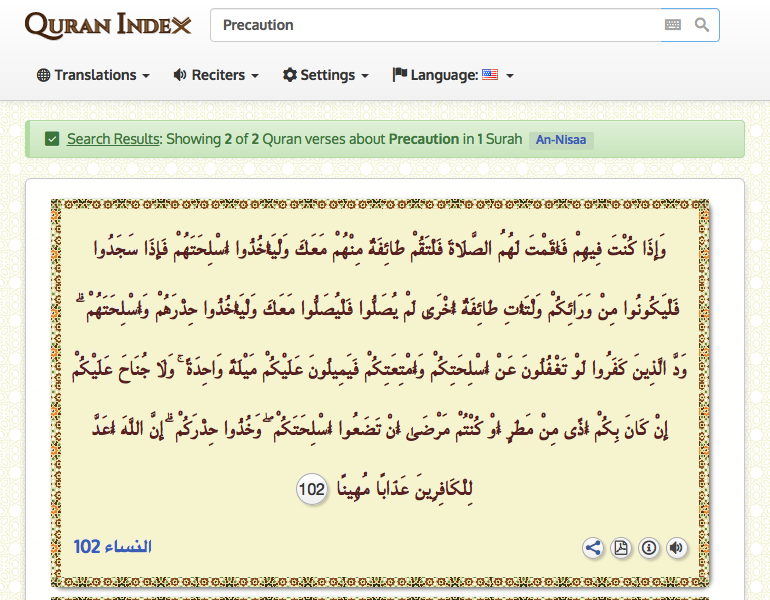 QURAN INDEX
Precaution
Translations
Reciters
Settings
Language:
Search Results: Showing 2 of 2 Quran verses about Precaution in 1 Surah An-Nisaa
وَإِذَا كُنْتَ فِيهِمْ فَأَقَمْتَ لَهُمُ الصَّلَاةَ فَلْتَقُمْ طَائِفَةٌ مِنْهُمْ مَعَكَ وَلْيَأْخُذُوا أَسْلِحَتَهُمْ فَإِذَا سَجَدُوا
فَلْيَكُونُوا مِنْ وَرَائِكُمْ وَلْتَأْتِ طَائِفَةٌ أُخْرَى لَمْ يُصَلُّوا فَلْيُصَلُّوا مَعَكَ وَلْيَأْخُذُوا حِذْرَهُمْ وَأَسْلِحَتَهُمْ ۗ
وَدَّ الَّذِينَ كَفَرُوا لَوْ تَغْفُلُونَ عَنْ أَسْلِحَتِكُمْ وَأَمْتِعَتِكُمْ فَيَمِيلُونَ عَلَيْكُمْ مَيْلَةً وَاحِدَةً ۚ وَلَا جُنَاحَ عَلَيْكُمْ
إِنْ كَانَ بِكُمْ أَذًى مِنْ مَطَرٍ أَوْ كُنْتُمْ مَرْضَىٰ أَنْ تَضَعُوا أَسْلِحَتَكُمْ ۖ وَخُذُوا حِذْرَكُمْ ۗ إِنَّ اللَّهَ أَعَدَّ
لِلْكَافِرِينَ عَذَابًا مُهِينًا 102
النساء 102